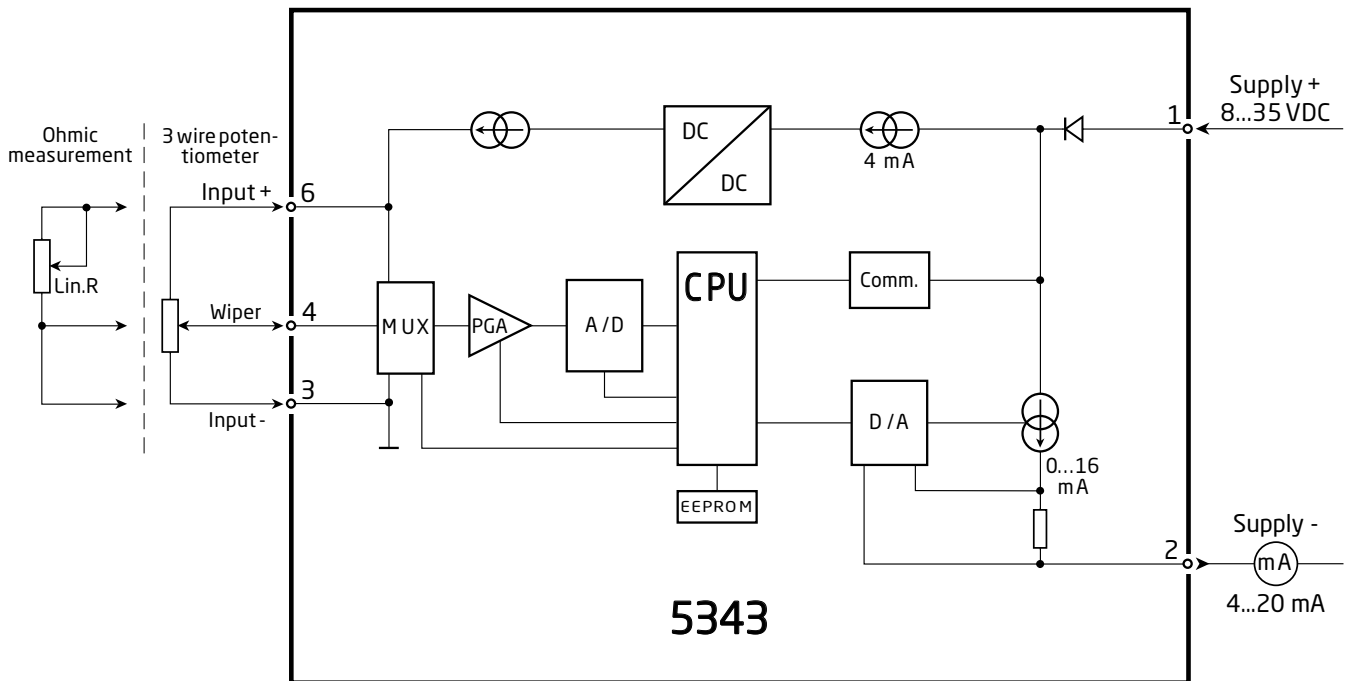 Ohmic
measurement
3 wire poten-
tiometer
Input +
6
Lin.R
Wiper
4
3
Input -
MUX
PGA
A/D
DC
DC
4 mA
1
Supply +
8...35 VDC
CPU
Comm.
D/A
EEPROM
0...16
mA
2
Supply -
mA
4...20 mA
5343